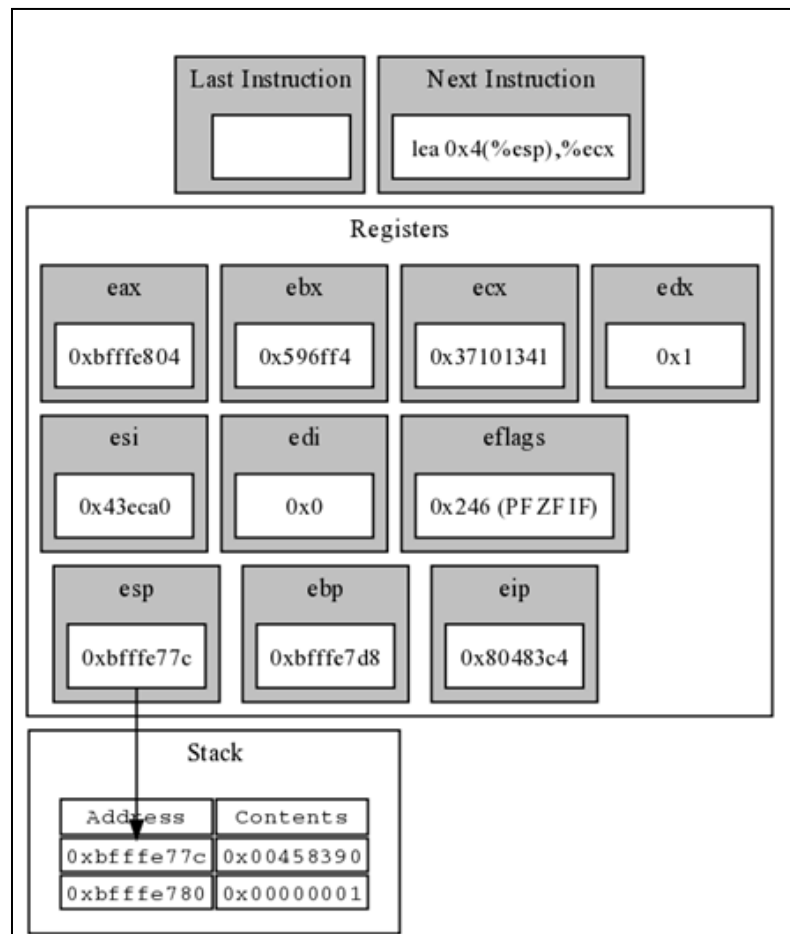 Last Instruction
Next Instruction
lea 0x4(%esp),%ecx
Registers
eax
ebx
ecx
edx
0xbfffe804
0x596ff4
0x37101341
0x1
esi
edi
eflags
0x43eca0
0x0
0x246 (PF ZF IF)
esp
ebp
eip
0xbfffe77c
0xbfffe7d8
0x80483c4
Stack
Address Contents
0xbfffe77c 0x00458390
0xbfffe780 0x00000001